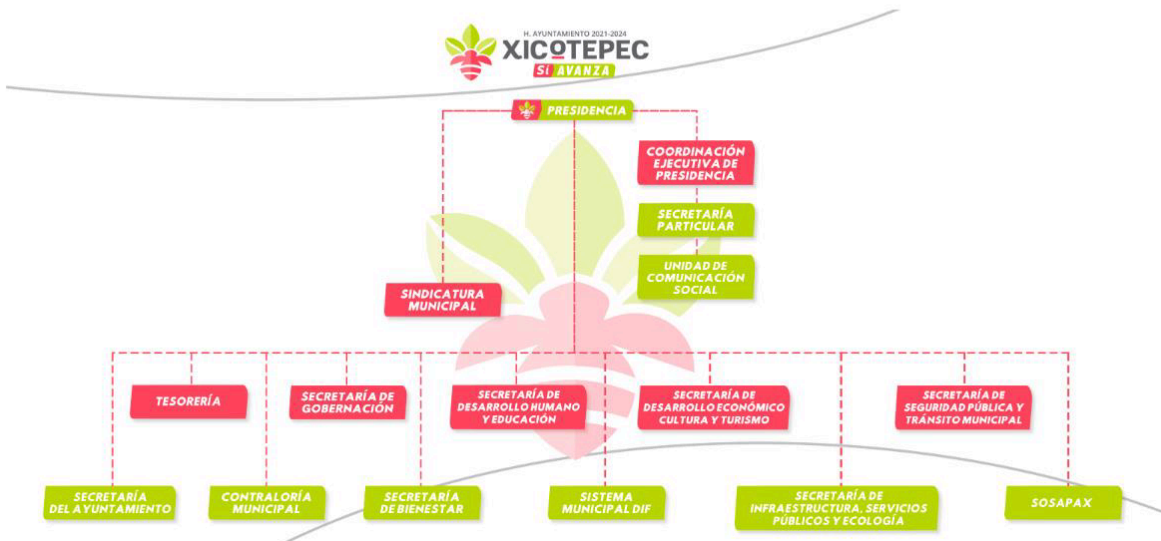 H. AYUNTAMIENTO 2021-2024
XICOTEPEC
SÍ AVANZA
PRESIDENCIA
COORDINACIÓN
EJECUTIVA DE
PRESIDENCIA
SECRETARÍA
PARTICULAR
UNIDAD DE
COMUNICACIÓN
SOCIAL
SINDICATURA
MUNICIPAL
TESORERÍA
SECRETARÍA DE
GOBERNACIÓN
SECRETARÍA DE
DESARROLLO HUMANO
Y EDUCACIÓN
SECRETARÍA DE
DESARROLLO ECONÓMICO
CULTURA Y TURISMO
SECRETARÍA DE
SEGURIDAD PÚBLICA Y
TRÁNSITO MUNICIPAL
SECRETARÍA
DEL AYUNTAMIENTO
CONTRALORÍA
MUNICIPAL
SECRETARÍA
DE BIENESTAR
SISTEMA
MUNICIPAL DIF
SECRETARÍA DE
INFRAESTRUCTURA, SERVICIOS
PÚBLICOS Y ECOLOGÍA
SOSAPAX